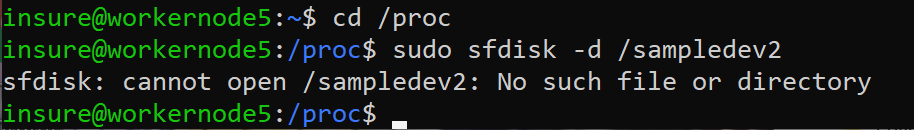 insure@workernode5:~$ cd /proc
insure@workernode5:/proc$ sudo sfdisk -d /sampledev2
sfdisk: cannot open /sampledev2: No such file or directory
insure@workernode5:/proc$